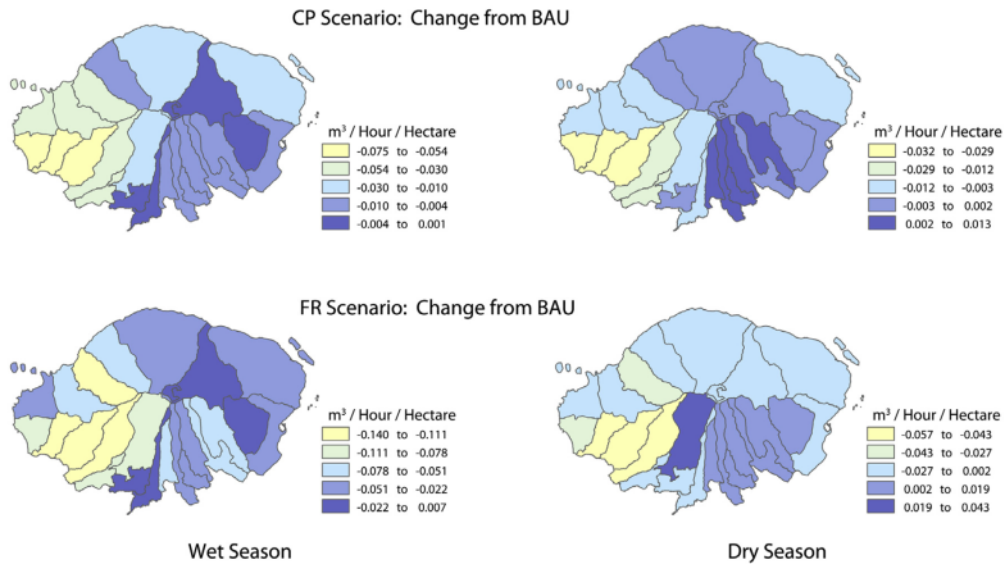 CP Scenario: Change from BAU
m³ / Hour / Hectare
-0.075 to -0.054
-0.054 to -0.030
-0.030 to -0.010
-0.010 to -0.004
-0.004 to 0.001
m³ / Hour / Hectare
-0.032 to -0.029
-0.029 to -0.012
-0.012 to -0.003
-0.003 to 0.002
0.002 to 0.013
FR Scenario: Change from BAU
m³ / Hour / Hectare
-0.140 to -0.111
-0.111 to -0.078
-0.078 to -0.051
-0.051 to -0.022
-0.022 to 0.007
m³ / Hour / Hectare
-0.057 to -0.043
-0.043 to -0.027
-0.027 to 0.002
0.002 to 0.019
0.019 to 0.043
Wet Season
Dry Season